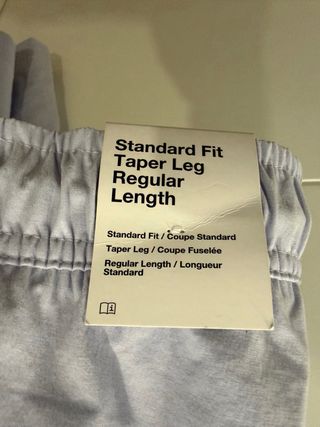 Standard Fit
Taper Leg
Regular
Length
Standard Fit / Coupe Standard
Taper Leg / Coupe Fuselée
Regular Length / Longueur
Standard